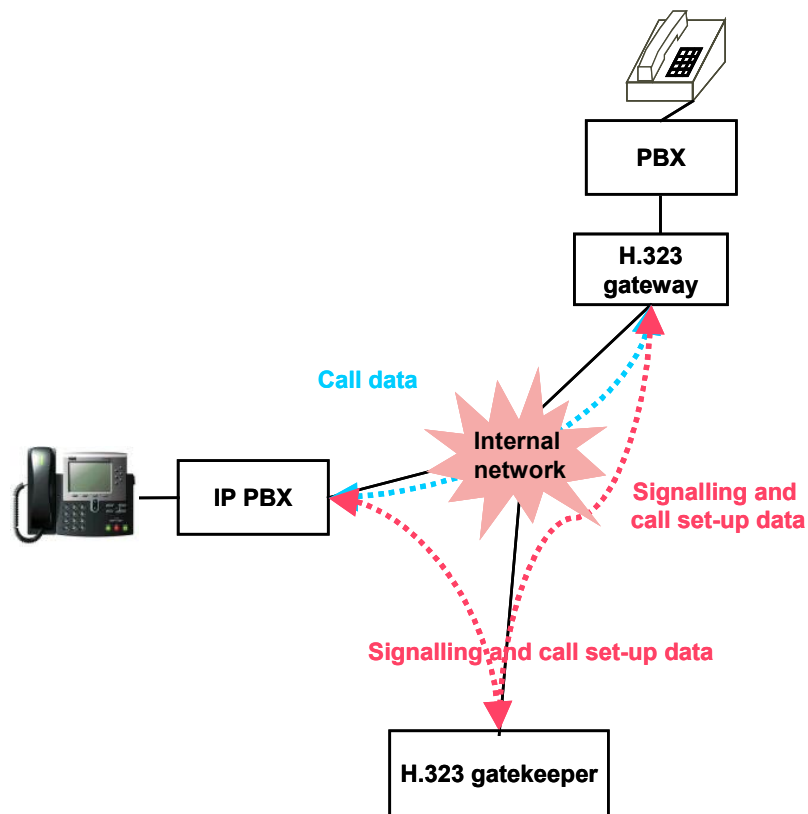 PBX
H.323
gateway
Call data
Internal
network
IP PBX
Signalling and
call set-up data
Signalling and call set-up data
H.323 gatekeeper